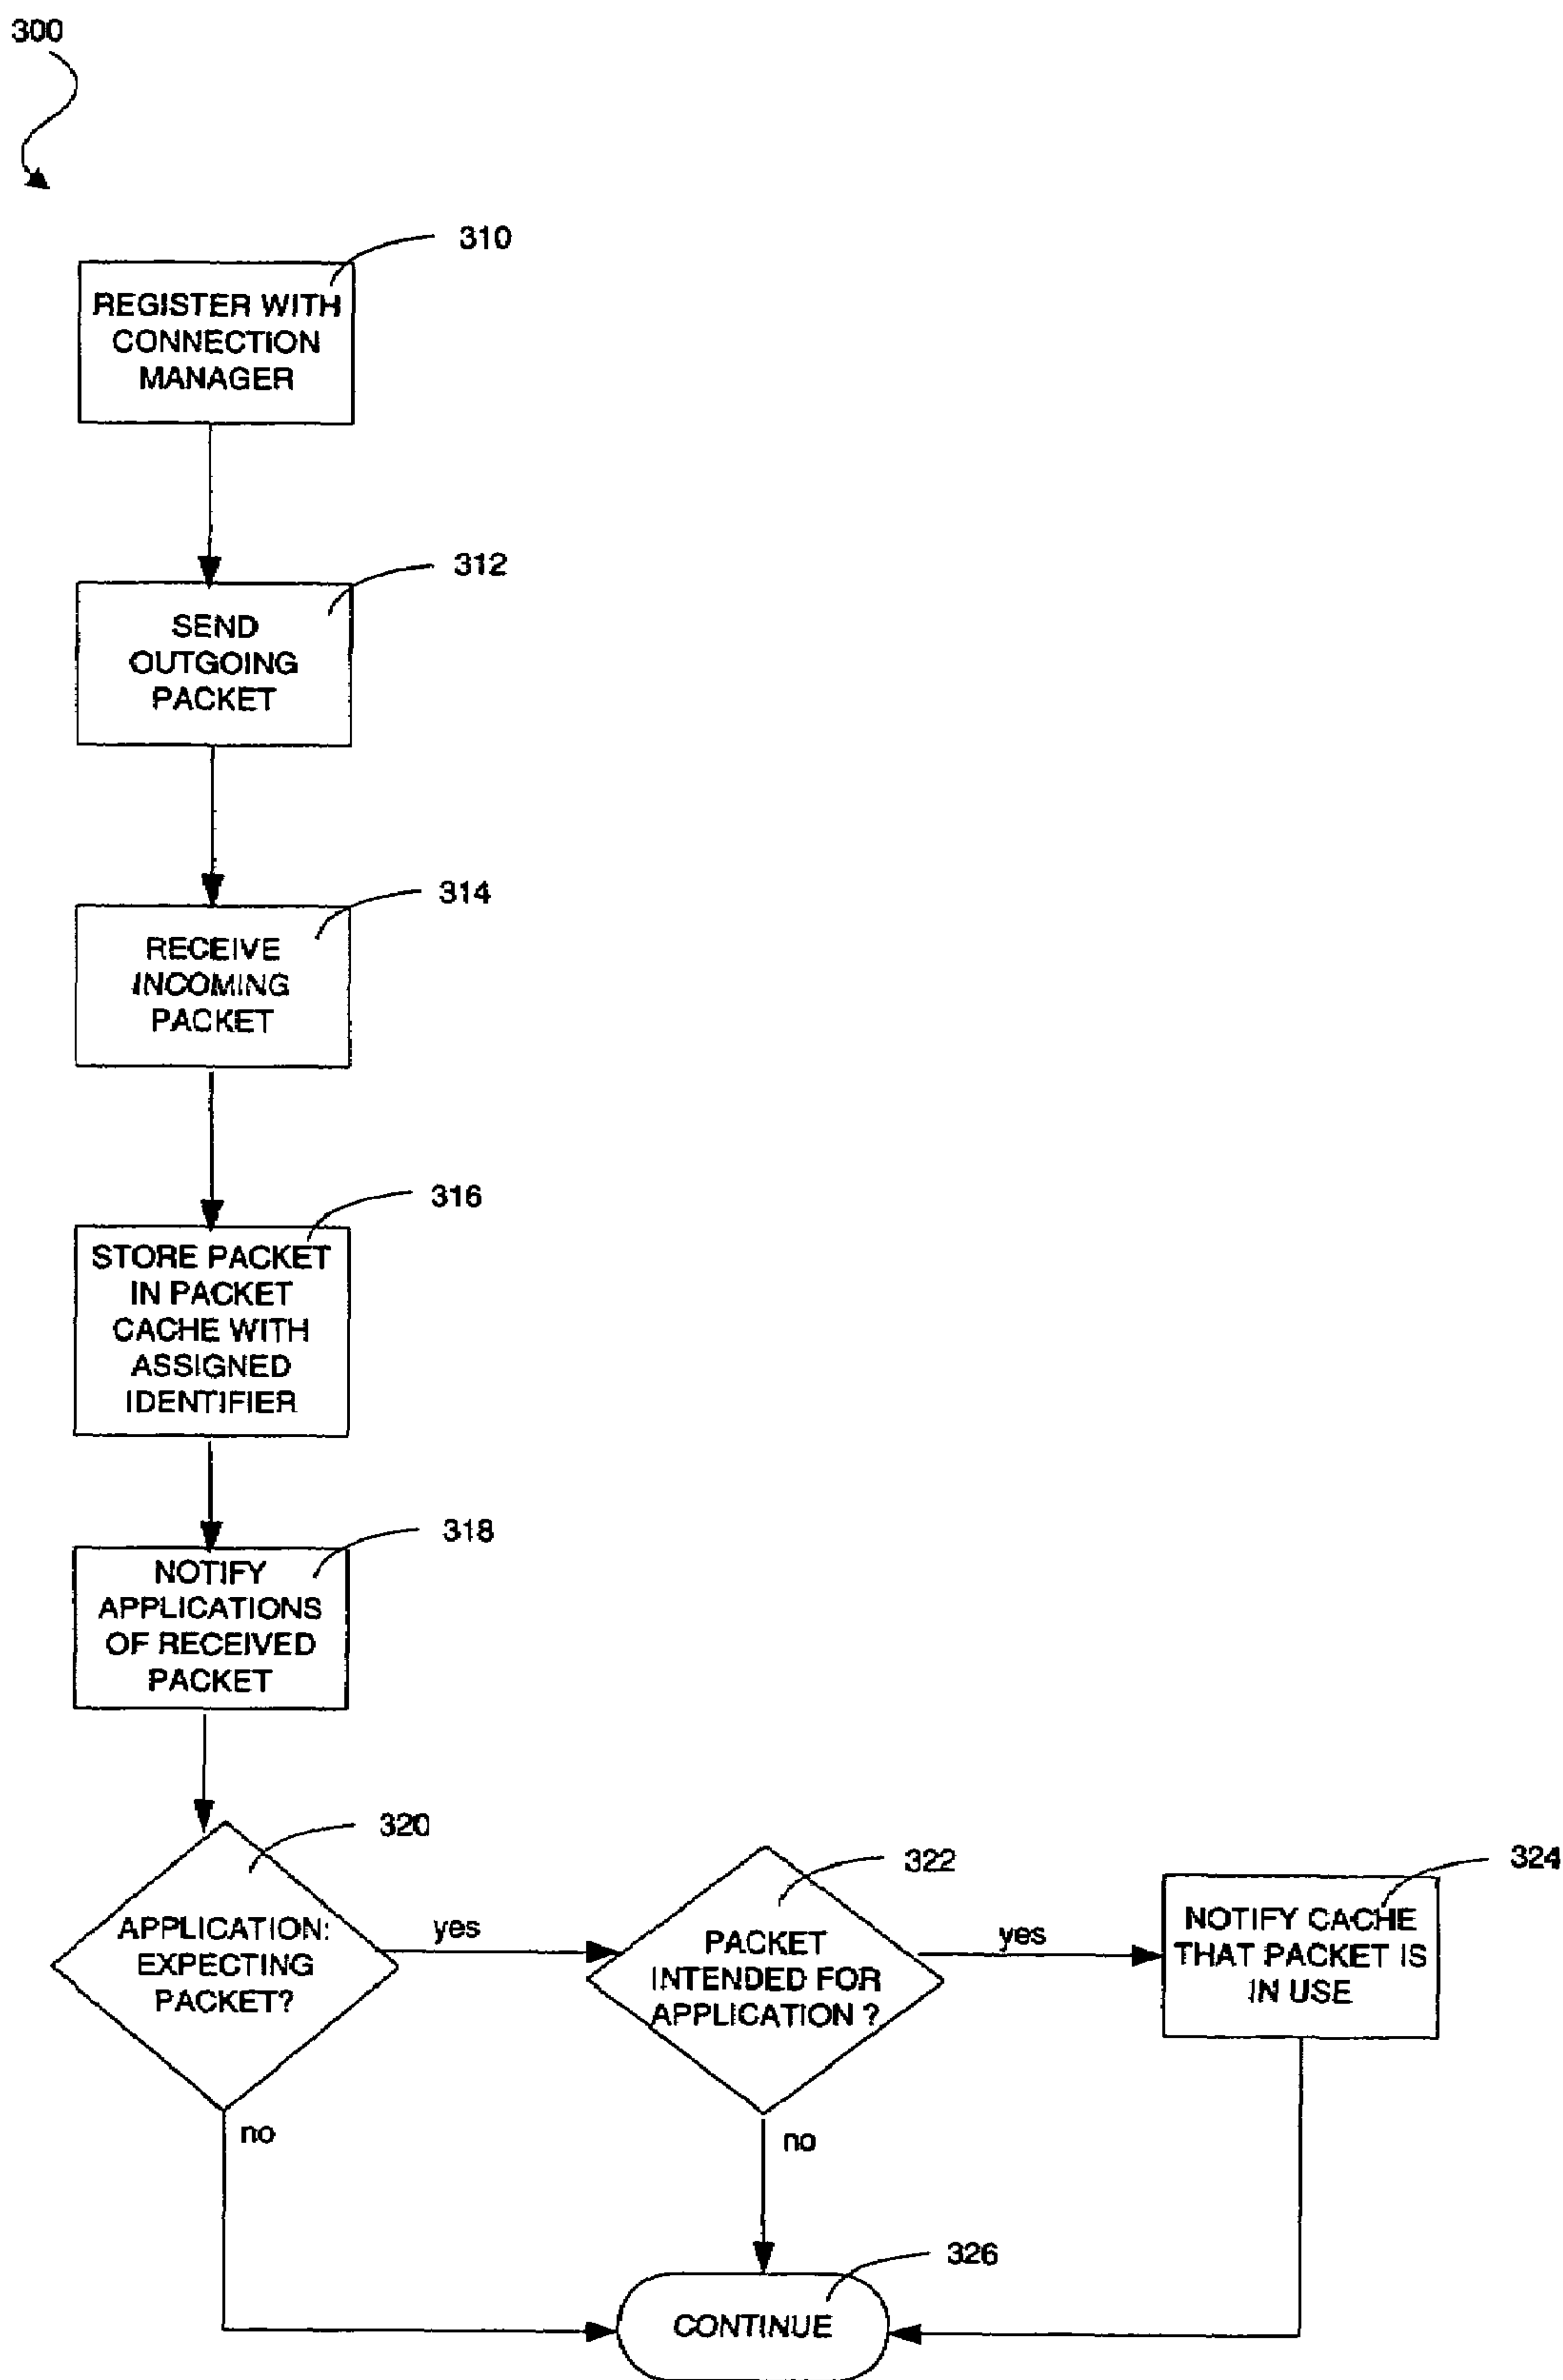 300
310
REGISTER WITH
CONNECTION
MANAGER
312
SEND
OUTGOING
PACKET
314
RECEIVE
INCOMING
PACKET
316
STORE PACKET
IN PACKET
CACHE WITH
ASSIGNED
IDENTIFIER
318
NOTIFY
APPLICATIONS
OF RECEIVED
PACKET
320
APPLICATION:
EXPECTING
PACKET?
yes
no
322
PACKET
INTENDED FOR
APPLICATION ?
yes
no
324
NOTIFY CACHE
THAT PACKET IS
IN USE
326
CONTINUE